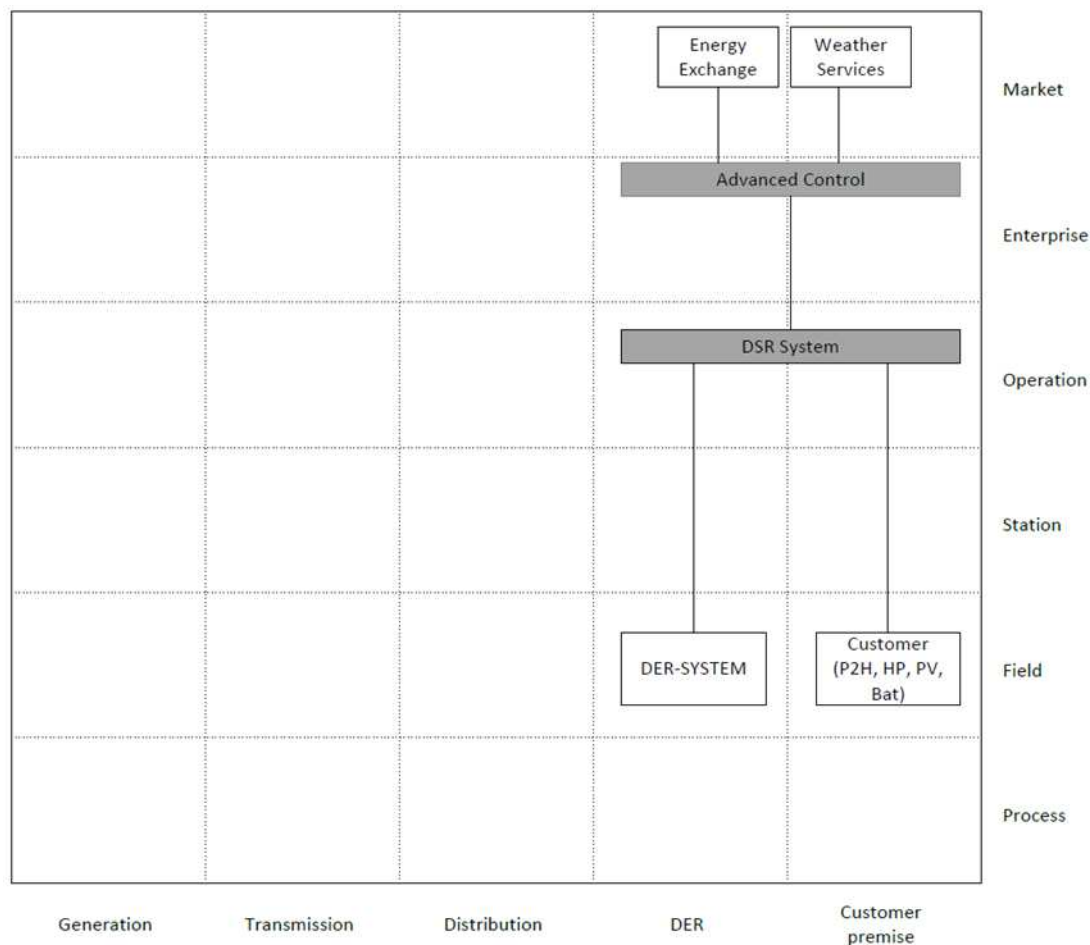 Energy
Exchange
Weather
Services
Market
Advanced Control
Enterprise
DSR System
Operation
Station
DER-SYSTEM
Customer
(P2H, HP, PV,
Bat)
Field
Process
Generation
Transmission
Distribution
DER
Customer
premise